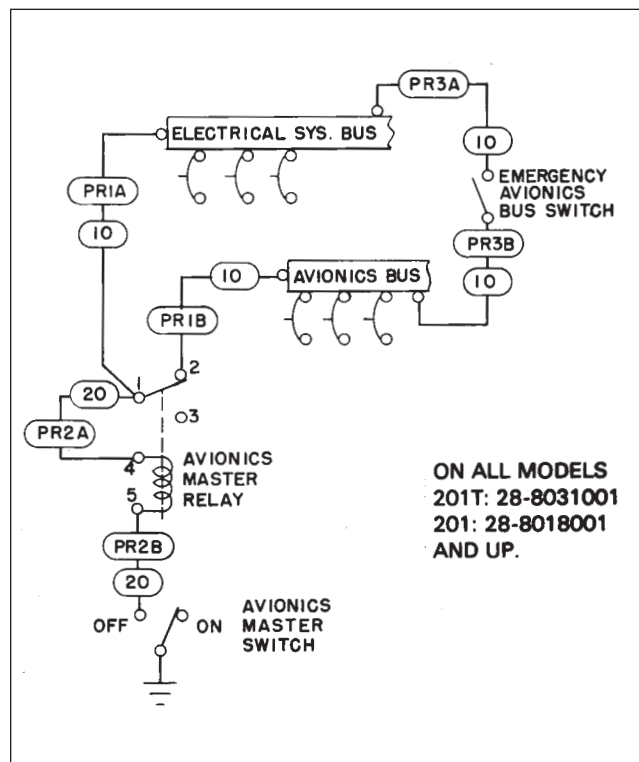 PR3A
ELECTRICAL SYS. BUS
10
EMERGENCY
AVIONICS
BUS SWITCH
PR1A
10
PR3B
10
AVIONICS BUS
10
PR1B
2
1
20
3
PR2A
4
AVIONICS
MASTER
RELAY
5
ON ALL MODELS
201T: 28-8031001
201: 28-8018001
AND UP.
PR2B
20
OFF
ON
AVIONICS
MASTER
SWITCH